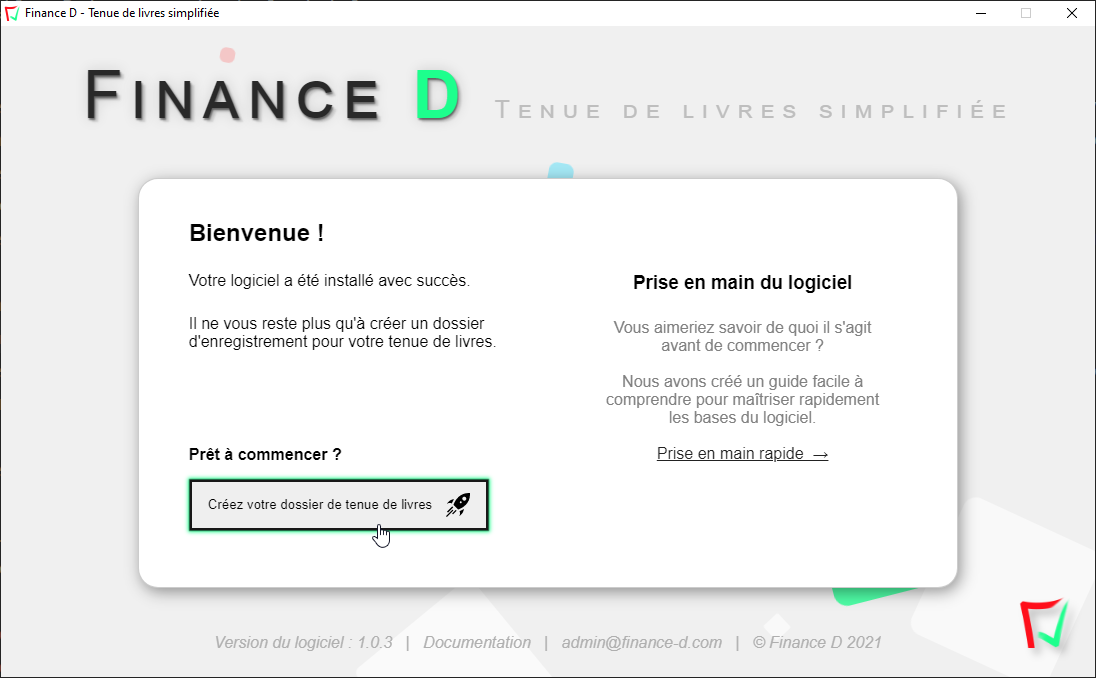 Finance D - Tenue de livres simplifiée
Finance D Tenue de livres simplifiée
Bienvenue !
Votre logiciel a été installé avec succès.
Il ne vous reste plus qu'à créer un dossier
d'enregistrement pour votre tenue de livres.
Prêt à commencer ?
Créez votre dossier de tenue de livres
Prise en main du logiciel
Vous aimeriez savoir de quoi il s'agit
avant de commencer ?
Nous avons créé un guide facile à
comprendre pour maîtriser rapidement
les bases du logiciel.
Prise en main rapide →
Version du logiciel : 1.0.3 | Documentation | admin@finance-d.com | © Finance D 2021